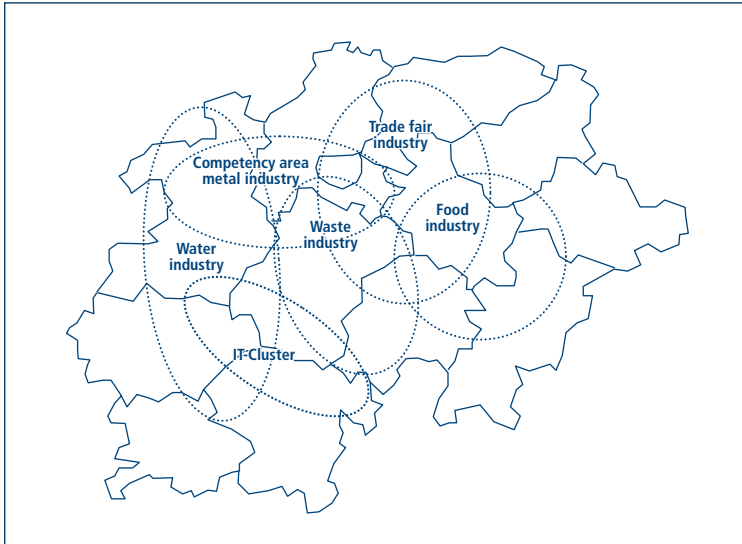 Trade fair
industry
Competency area
metal industry
Food
industry
Waste
industry
Water
industry
IT-Cluster